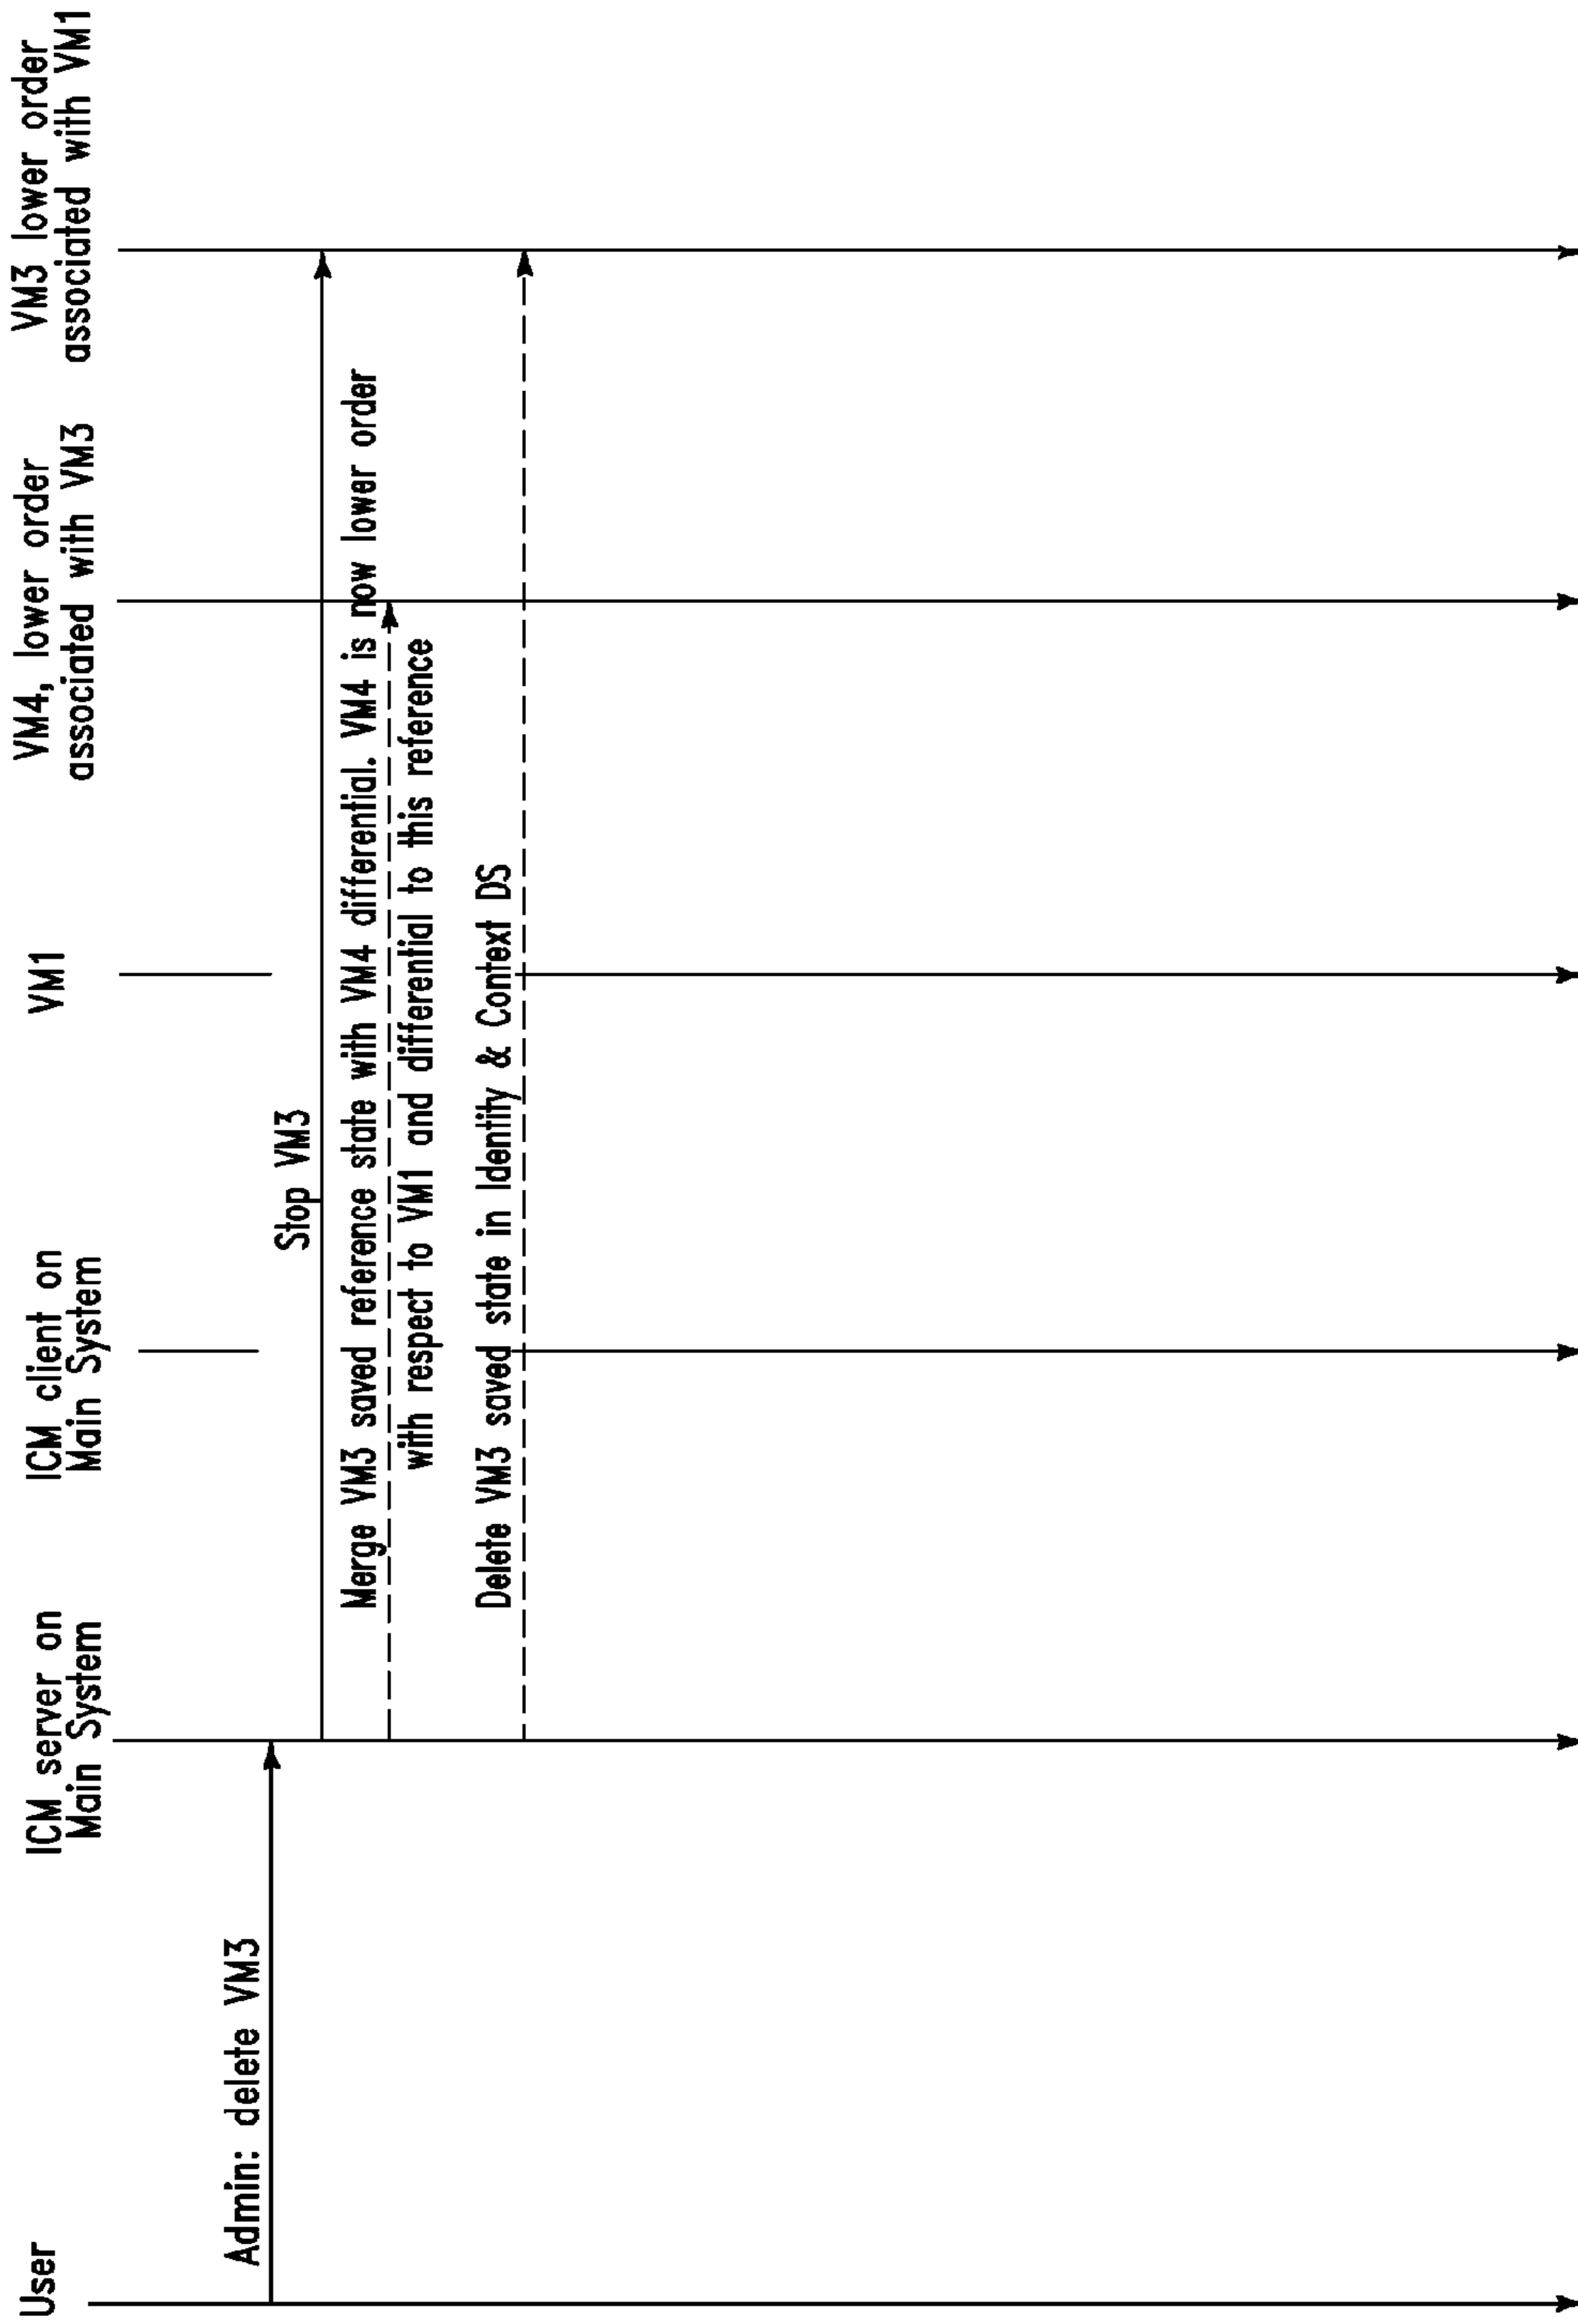 User
ICM server on
Main System
ICM client on
Main System
VM1
VM4, lower order
associated with VM3
VM3 lower order
associated with VM1
Admin: delete VM3
Stop VM3
Merge VM3 saved reference state with VM4 differential. VM4 is now lower order
with respect to VM1 and differential to this reference
Delete VM3 saved state in Identity & Context DS